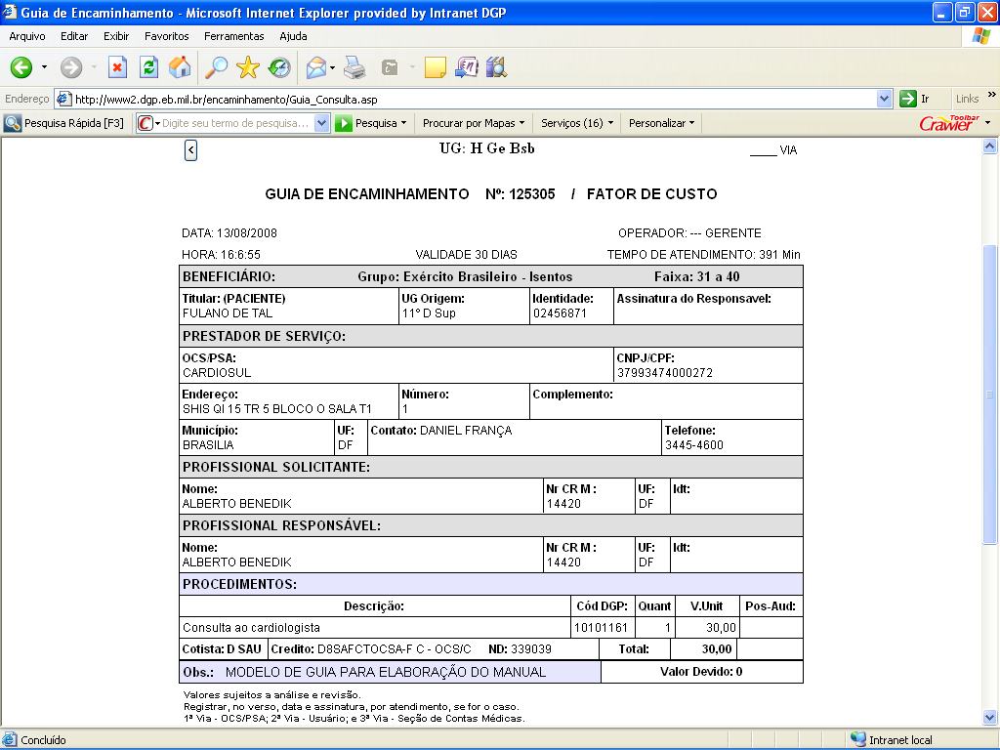 Guia de Encaminhamento - Microsoft Internet Explorer provided by Intranet DGP
Arquivo Editar Exibir Favoritos Ferramentas Ajuda
Endereço http://www2.dgp.eb.mil.br/encaminhamento/Guia_Consulta.asp Ir Links »
Pesquisa Rápida [F3] Digite seu termo de pesquisa... Pesquisa Procurar por Mapas Serviços (16) Personalizar Crawler Toolbar
< UG: H Ge Bsb ____ VIA
GUIA DE ENCAMINHAMENTO Nº: 125305 / FATOR DE CUSTO
DATA: 13/08/2008 OPERADOR: --- GERENTE
HORA: 16:6:55 VALIDADE 30 DIAS TEMPO DE ATENDIMENTO: 391 Min
BENEFICIÁRIO: Grupo: Exército Brasileiro - Isentos Faixa: 31 a 40
Titular: (PACIENTE) UG Origem: Identidade: Assinatura do Responsavel:
FULANO DE TAL 11º D Sup 02456871
PRESTADOR DE SERVIÇO:
OCS/PSA: CNPJ/CPF:
CARDIOSUL 37993474000272
Endereço: Número: Complemento:
SHIS QI 15 TR 5 BLOCO O SALA T1 1
Município: UF: Contato: DANIEL FRANÇA Telefone:
BRASILIA DF 3445-4600
PROFISSIONAL SOLICITANTE:
Nome: Nr CR M : UF: Idt:
ALBERTO BENEDIK 14420 DF
PROFISSIONAL RESPONSÁVEL:
Nome: Nr CR M : UF: Idt:
ALBERTO BENEDIK 14420 DF
PROCEDIMENTOS:
Descrição: Cód DGP: Quant V.Unit Pos-Aud:
Consulta ao cardiologista 10101161 1 30,00
Cotista: D SAU Credito: D8SAFCTOCSA-F C - OCS/C ND: 339039 Total: 30,00
Obs.: MODELO DE GUIA PARA ELABORAÇÃO DO MANUAL Valor Devido: 0
Valores sujeitos a análise e revisão.
Registrar, no verso, data e assinatura, por atendimento, se for o caso.
1ª Via - OCS/PSA; 2ª Via - Usuário; e 3ª Via - Seção de Contas Médicas.
Concluído Intranet local